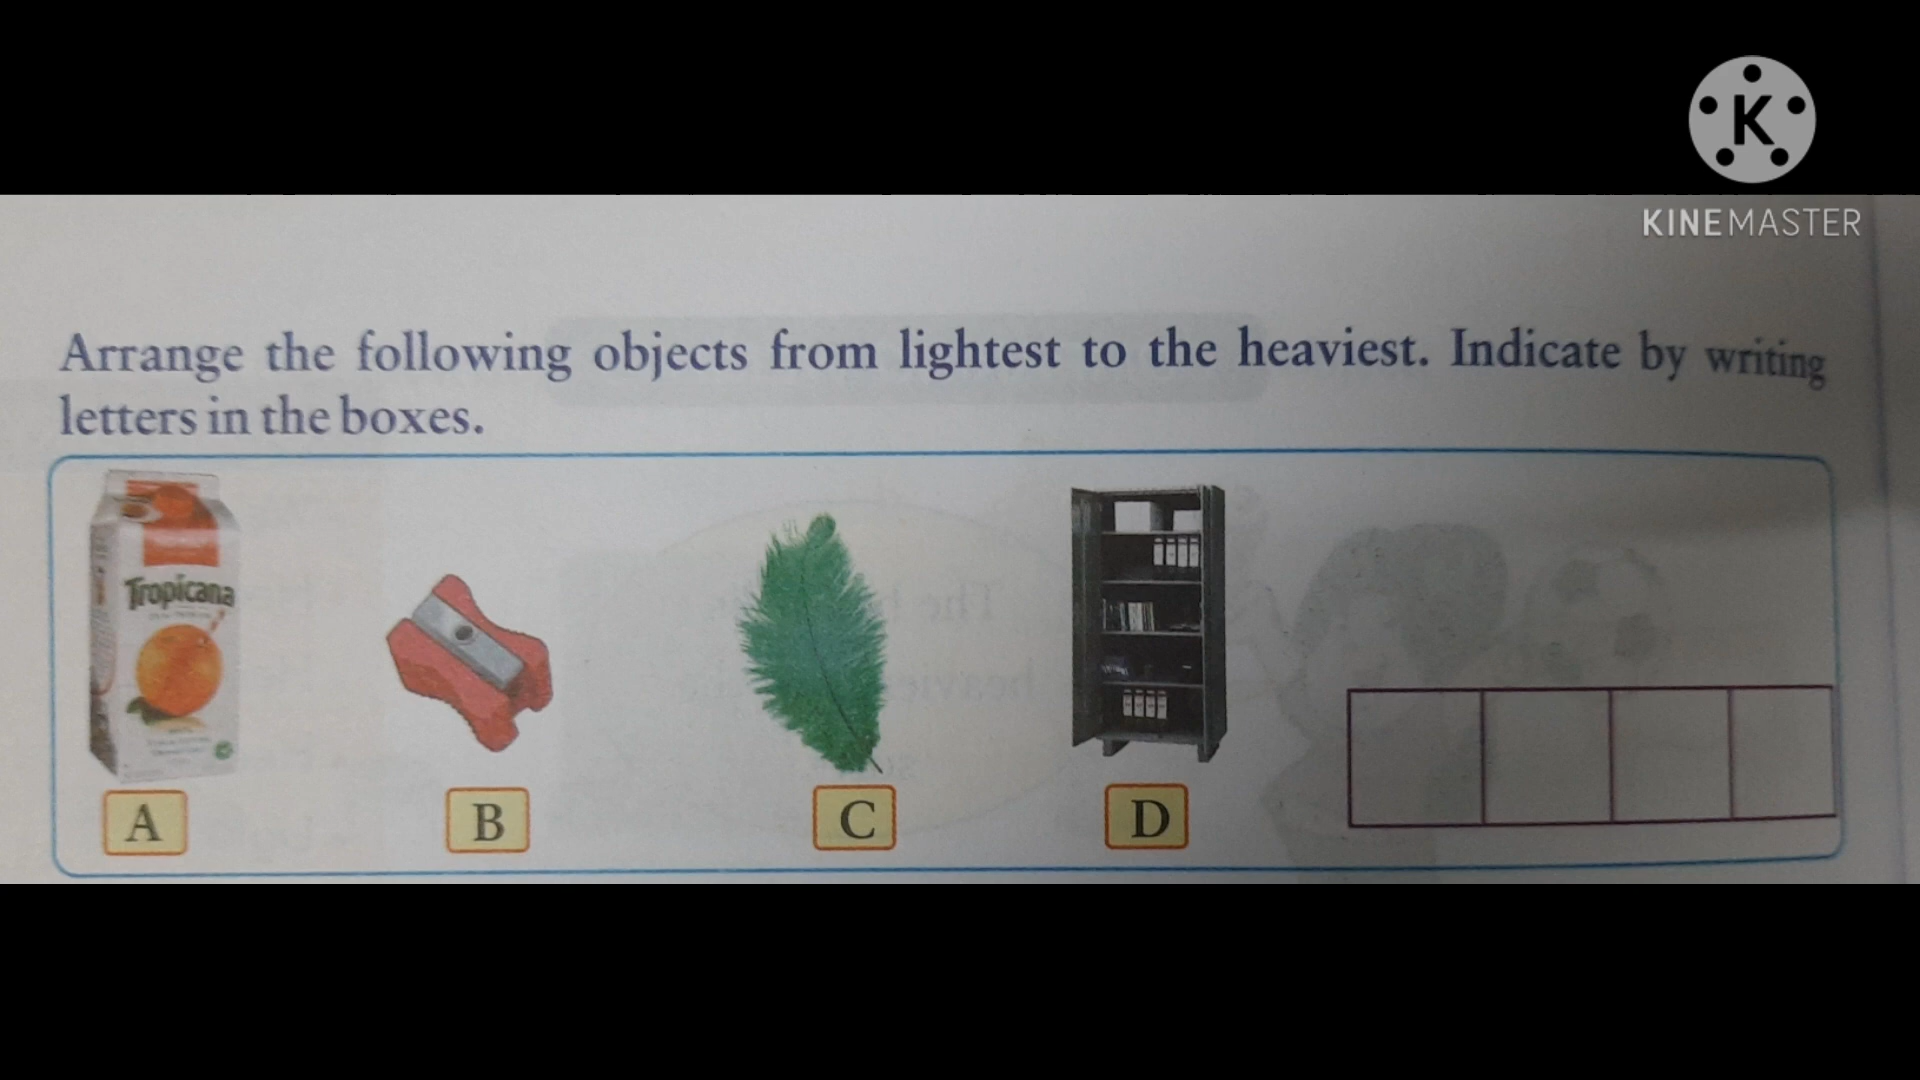 K
KINEMASTER
Arrange the following objects from lightest to the heaviest. Indicate by writing
letters in the boxes.
Tropicana
A
B
C
D